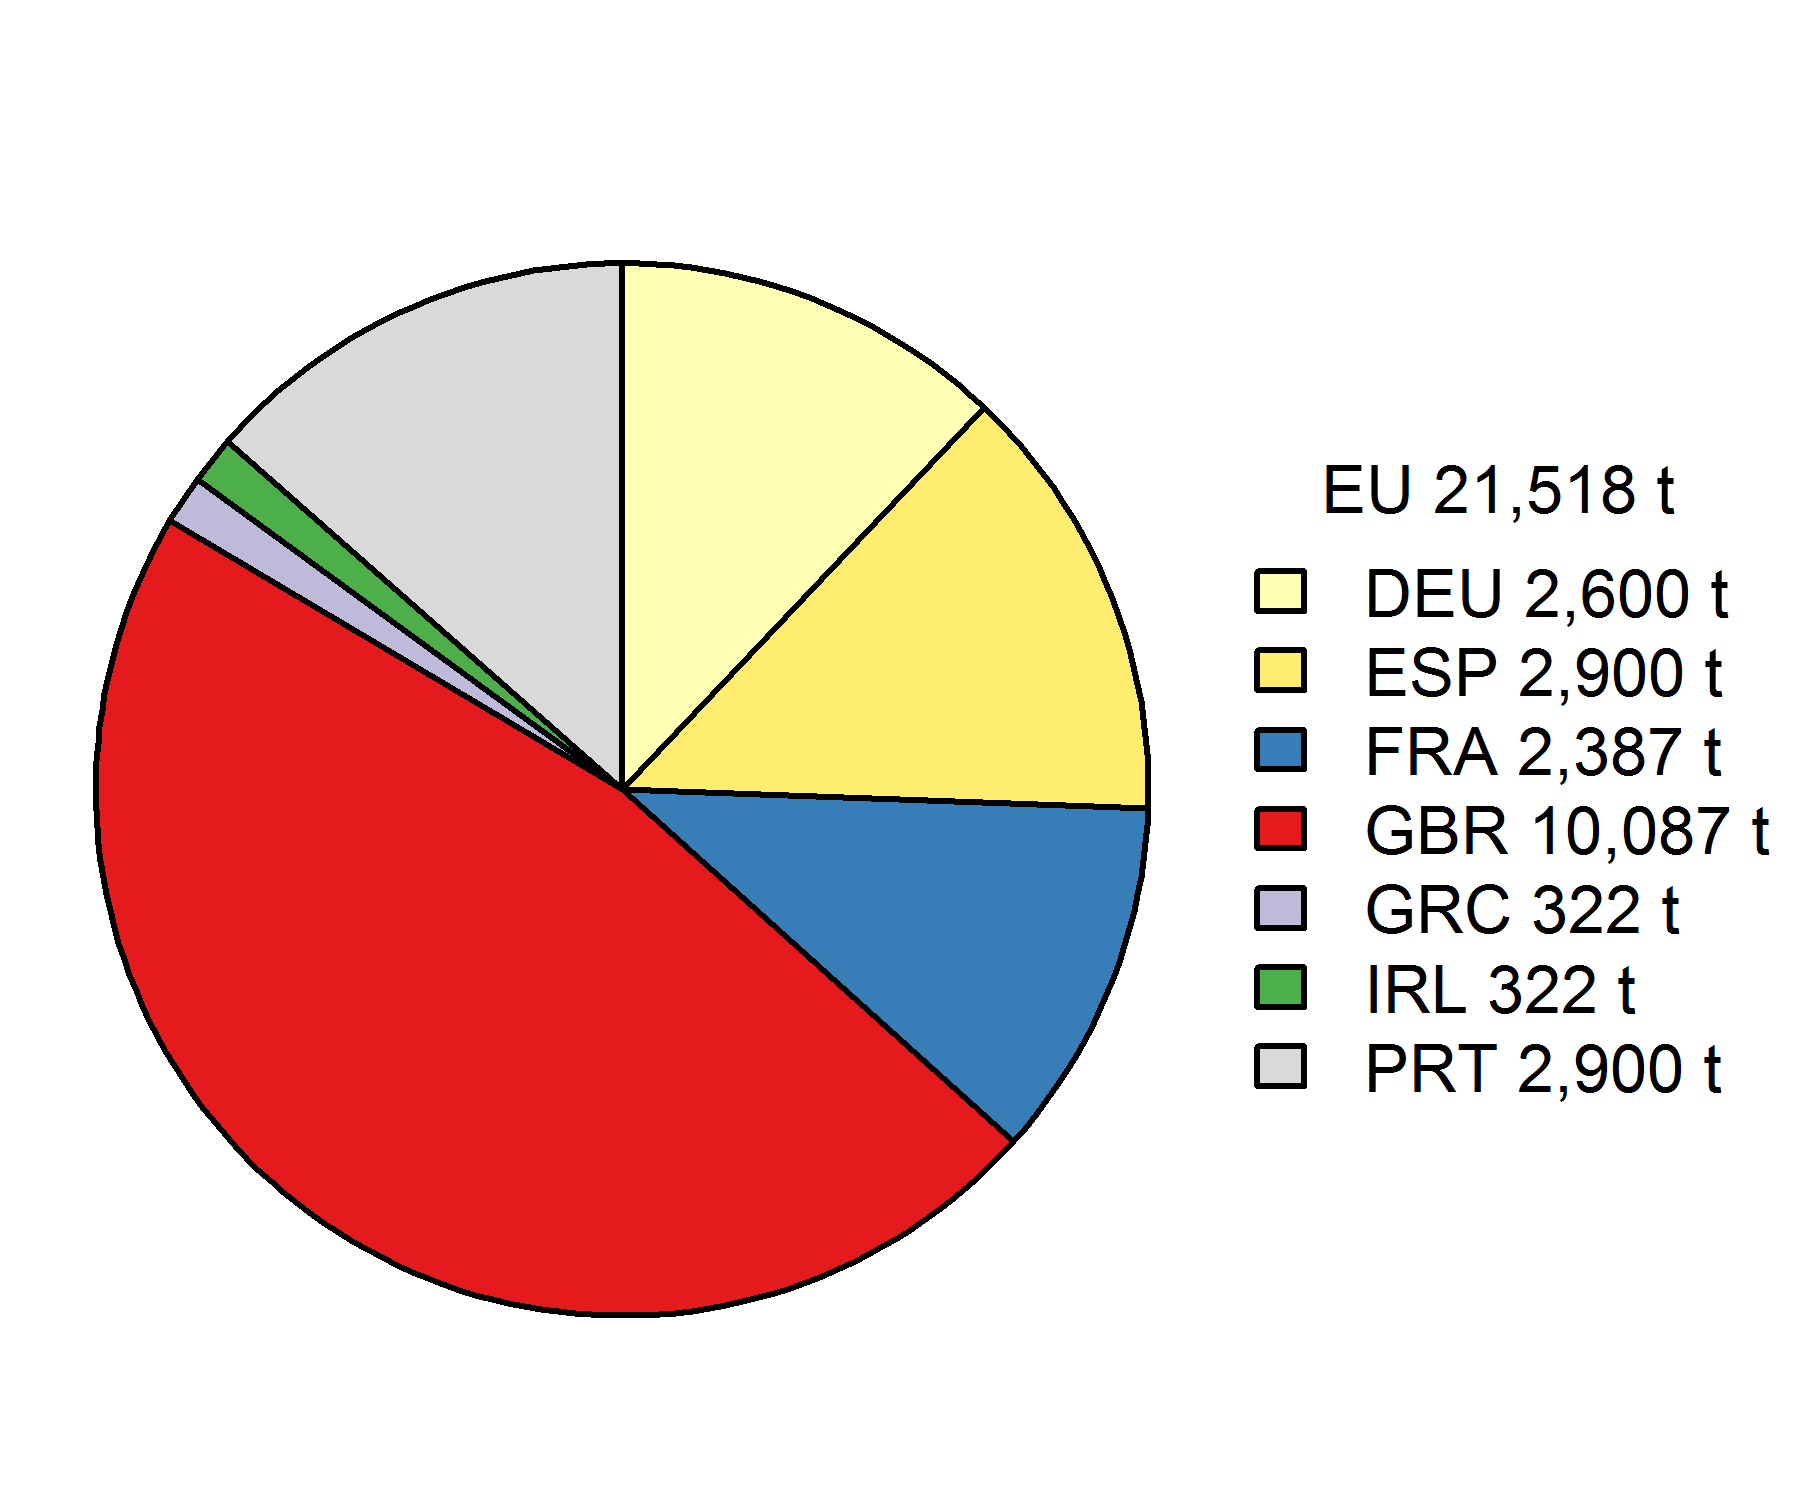 EU 21,518 t
DEU 2,600 t
ESP 2,900 t
FRA 2,387 t
GBR 10,087 t
GRC 322 t
IRL 322 t
PRT 2,900 t